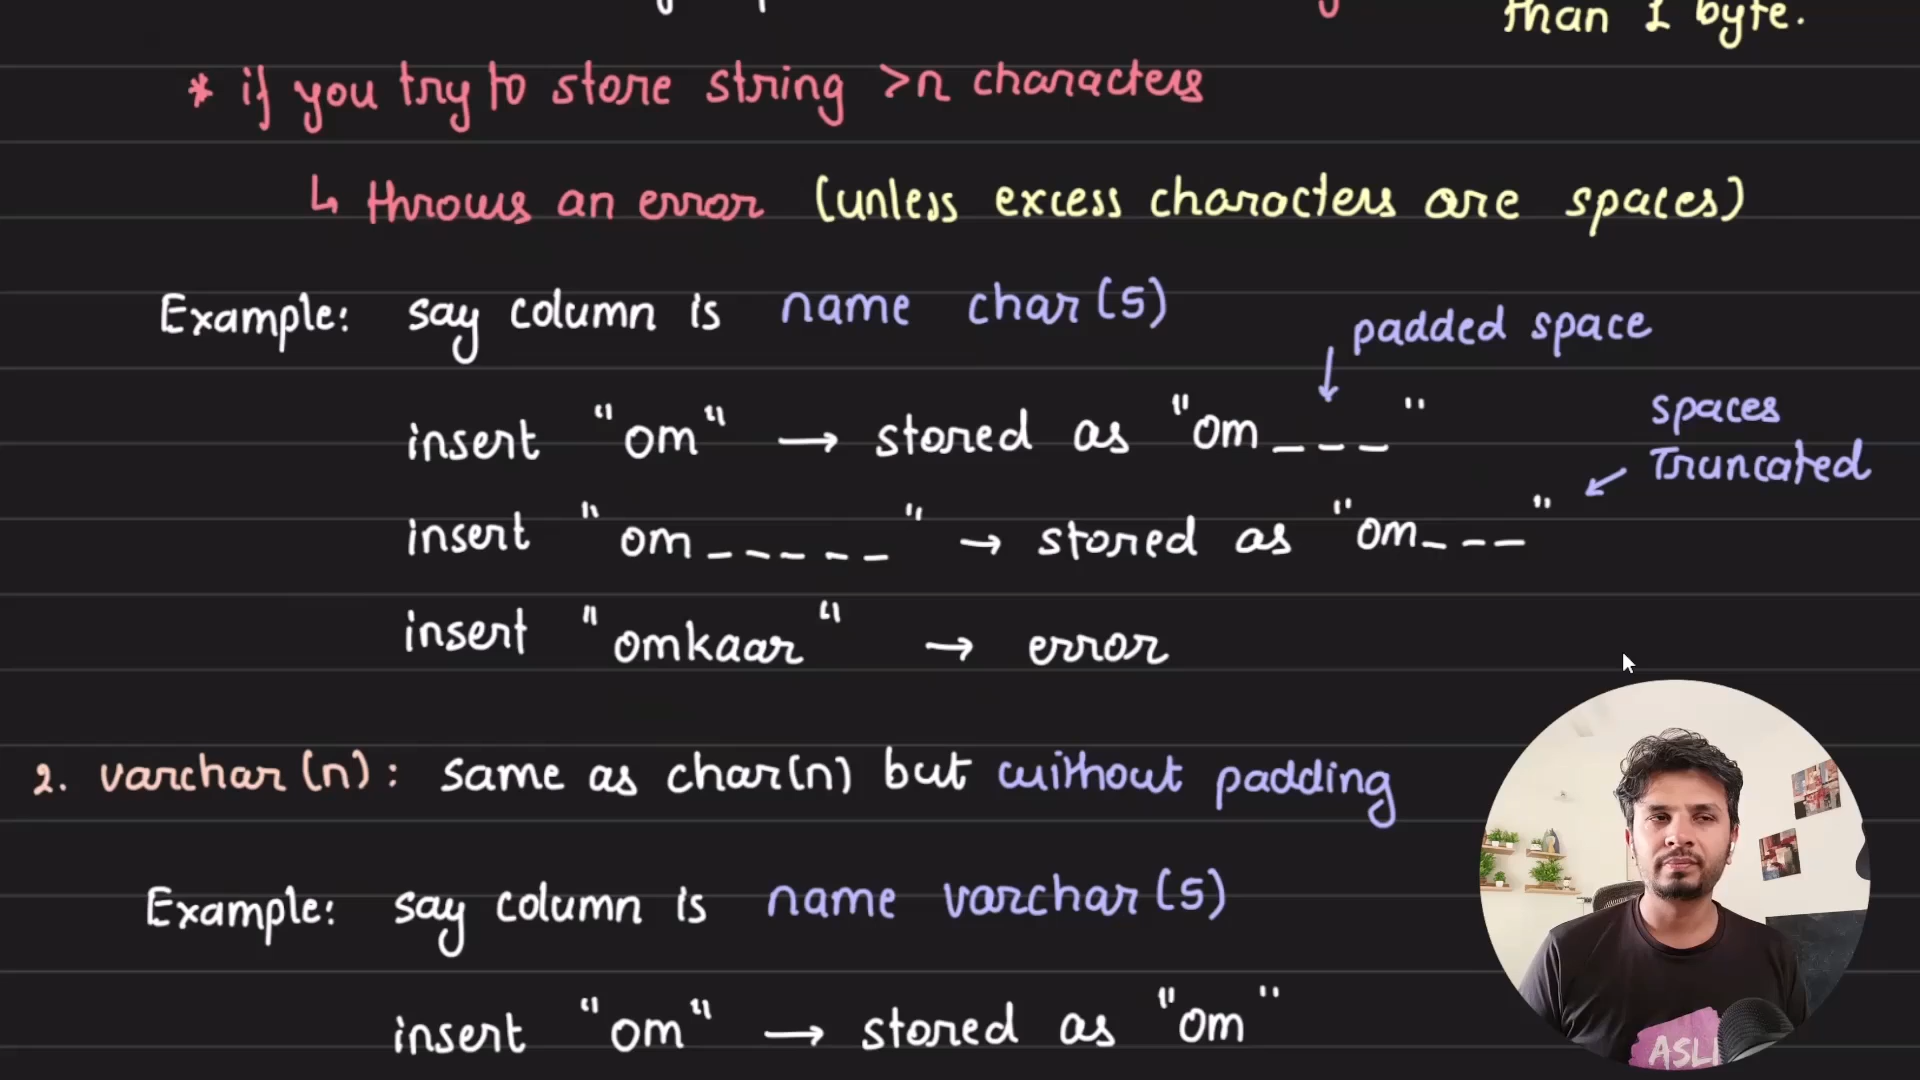 than 1 byte.
* if you try to store string >n characters
↳ throws an error (unless excess characters are spaces)
Example: say column is name char(5)
padded space
insert "om" → stored as "om _ _ _"
spaces
Truncated
insert "om _ _ _ _ _" → stored as "om _ _ _"
insert "omkaar" → error
2. varchar(n): same as char(n) but without padding
Example: say column is name varchar(5)
insert "om" → stored as "om"
ASLI